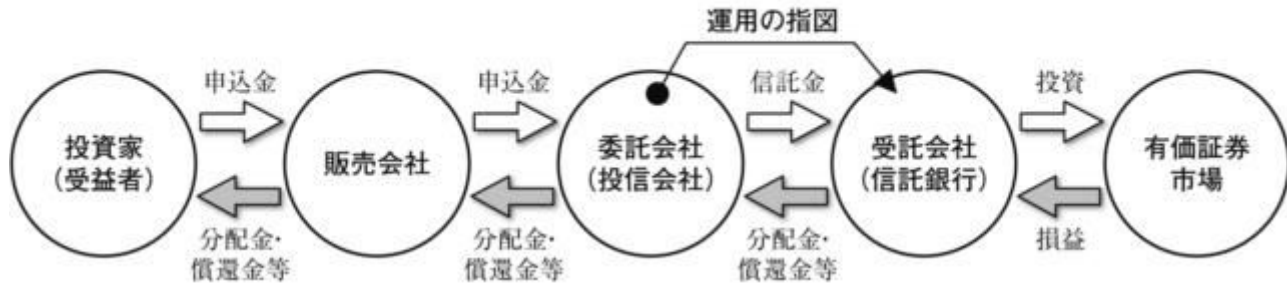 運用の指図
申込金
申込金
信託金
投資
投資家
(受益者)
販売会社
委託会社
(投信会社)
受託会社
(信託銀行)
有価証券
市場
分配金・
償還金等
分配金・
償還金等
分配金・
償還金等
損益